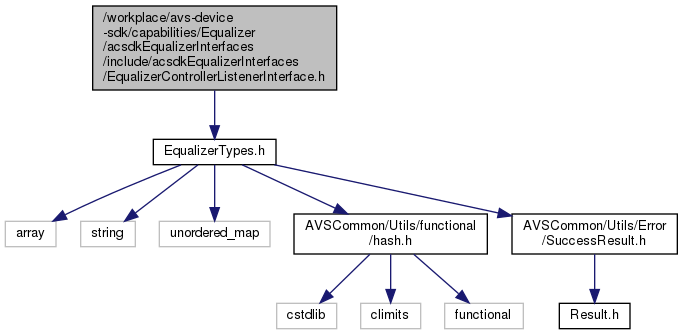 /workplace/avs-device
-sdk/capabilities/Equalizer
/acsdkEqualizerInterfaces
/include/acsdkEqualizerInterfaces
/EqualizerControllerListenerInterface.h
EqualizerTypes.h
array
string
unordered_map
AVSCommon/Utils/functional
/hash.h
AVSCommon/Utils/Error
/SuccessResult.h
cstdlib
climits
functional
Result.h